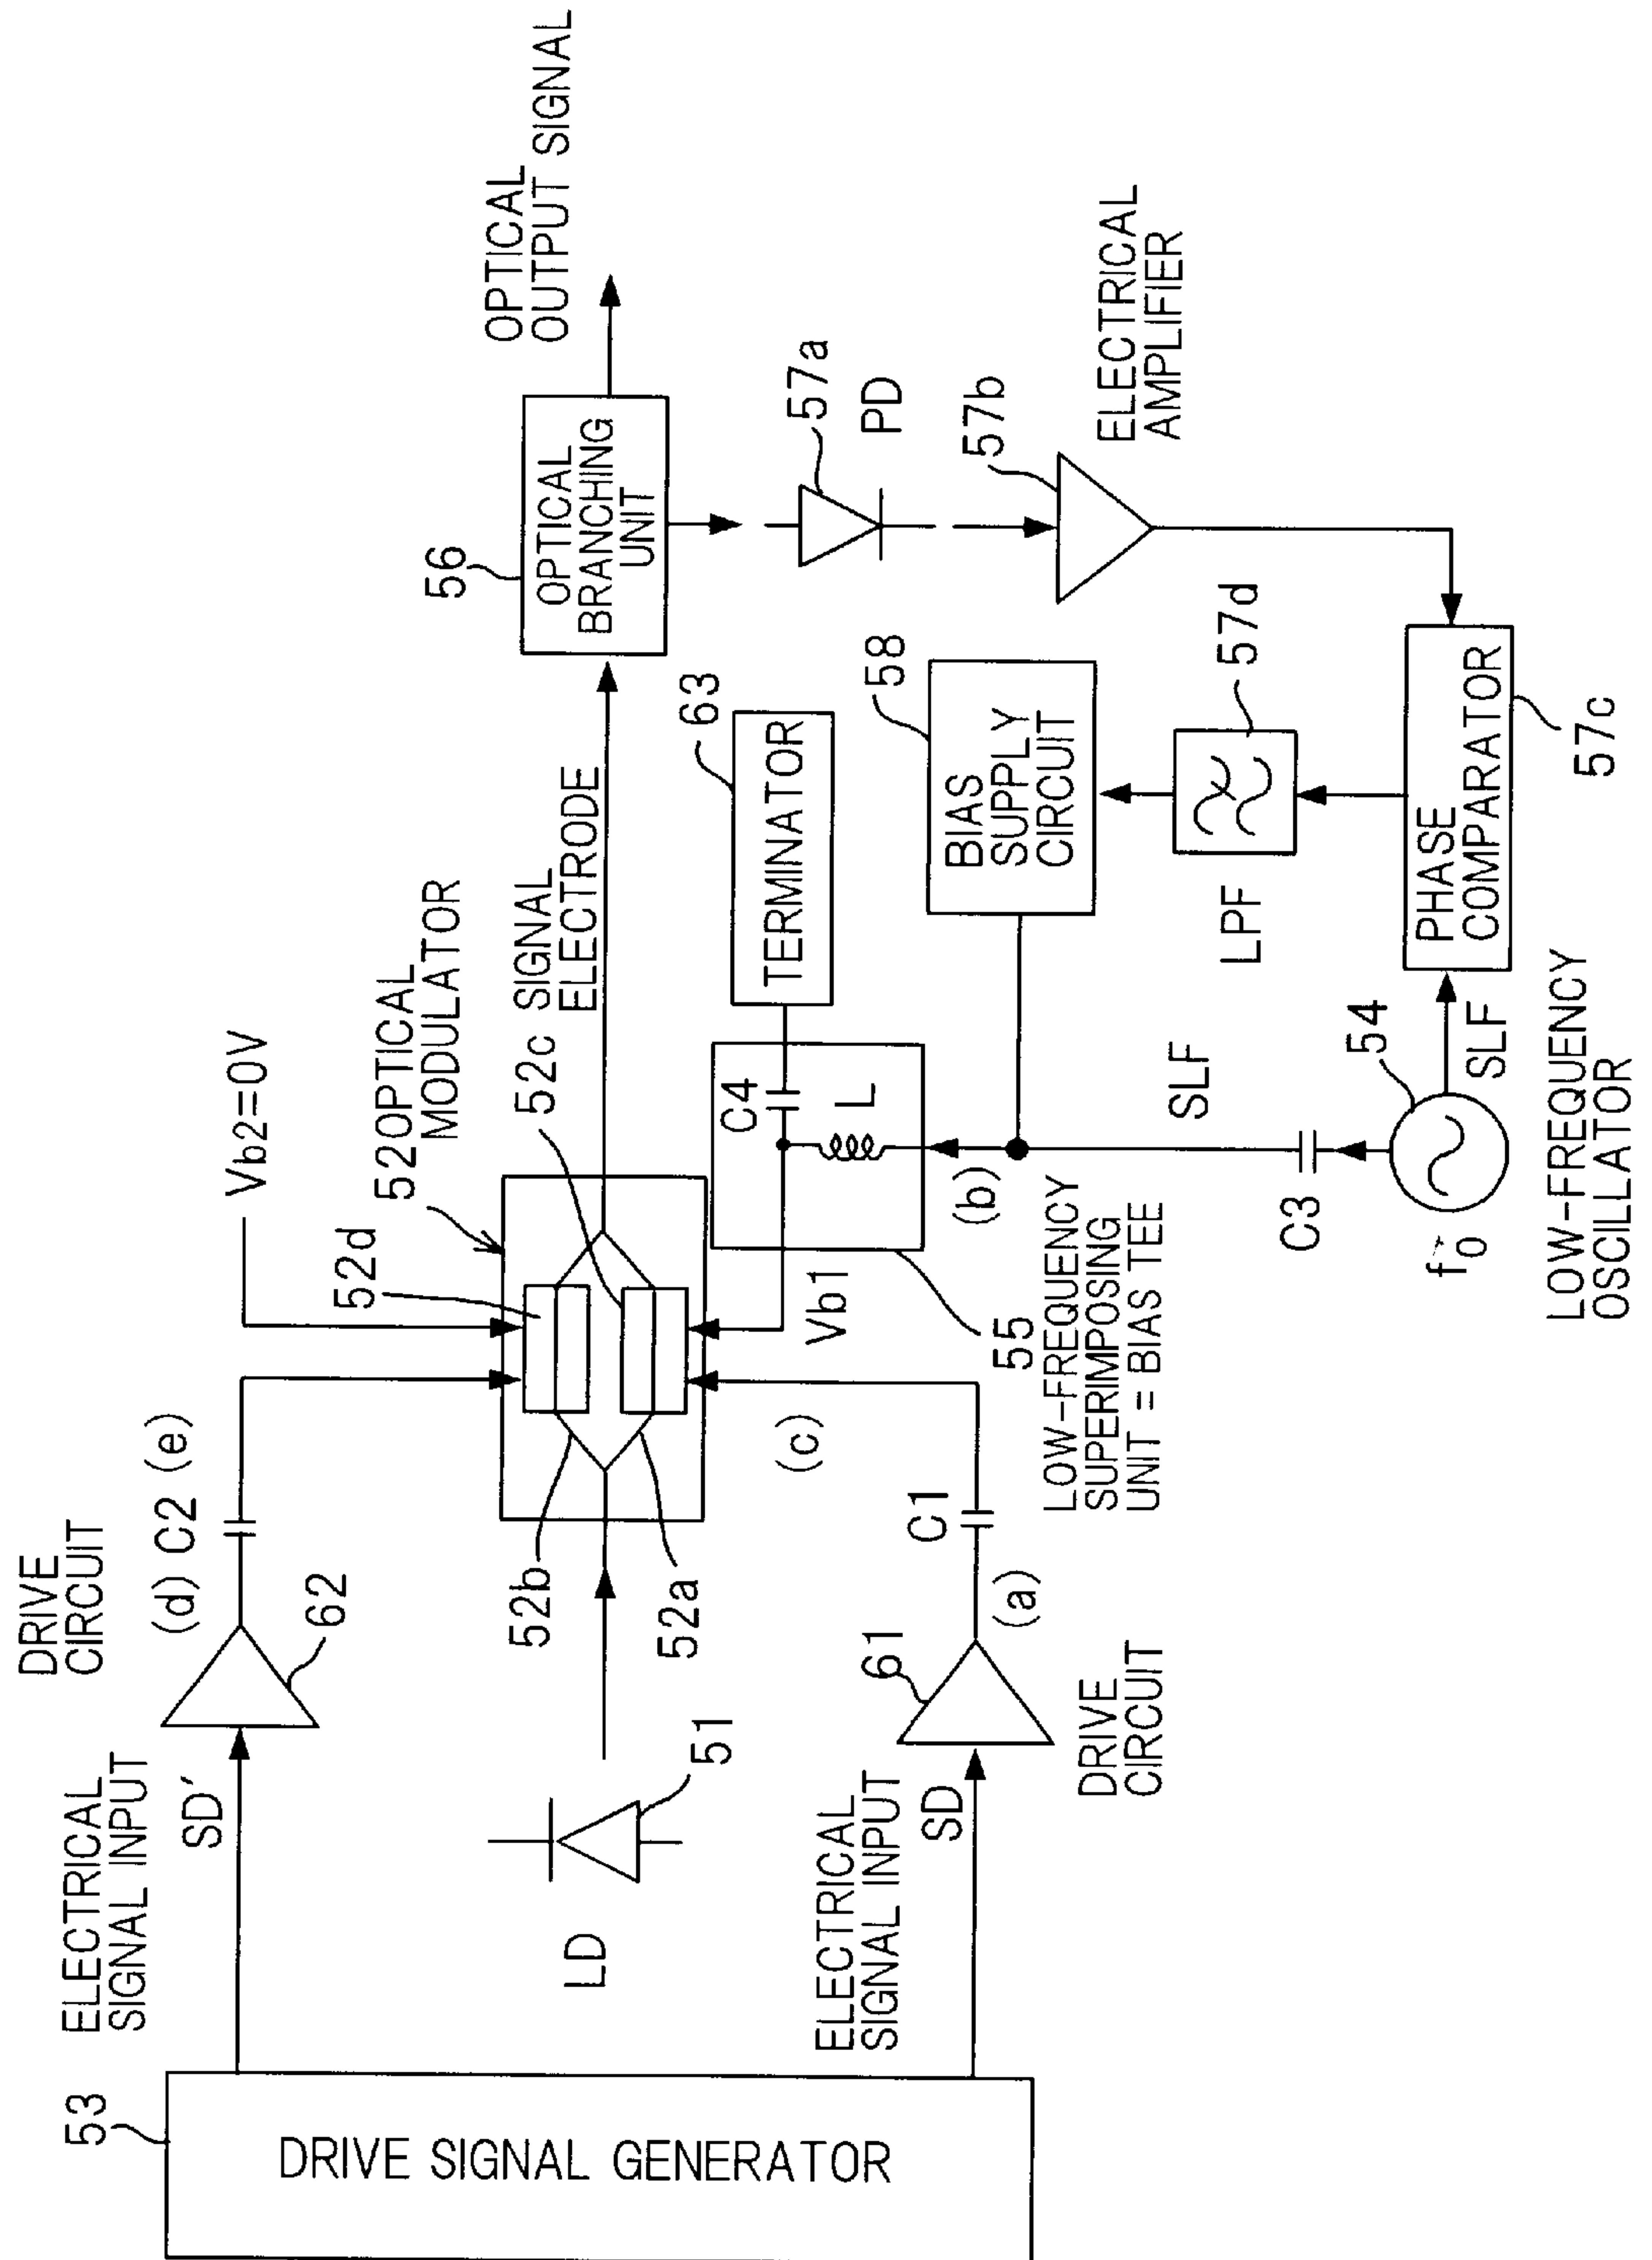 53
DRIVE SIGNAL GENERATOR
ELECTRICAL
SIGNAL INPUT
SD'
DRIVE
CIRCUIT
62
(d) C2 (e)
Vb2=0V
LD
51
52b
52a
52d
52 OPTICAL
MODULATOR
52c SIGNAL
ELECTRODE
ELECTRICAL
SIGNAL INPUT
SD
61
DRIVE
CIRCUIT
(a)
C1
(c)
Vb1
55
LOW-FREQUENCY
SUPERIMPOSING
UNIT = BIAS TEE
(b)
C4
L
63
TERMINATOR
56
OPTICAL
BRANCHING
UNIT
OPTICAL
OUTPUT SIGNAL
57a
PD
57b
ELECTRICAL
AMPLIFIER
58
BIAS
SUPPLY
CIRCUIT
57d
LPF
PHASE
COMPARATOR
57c
SLF
C3
54
SLF
f0
LOW-FREQUENCY
OSCILLATOR